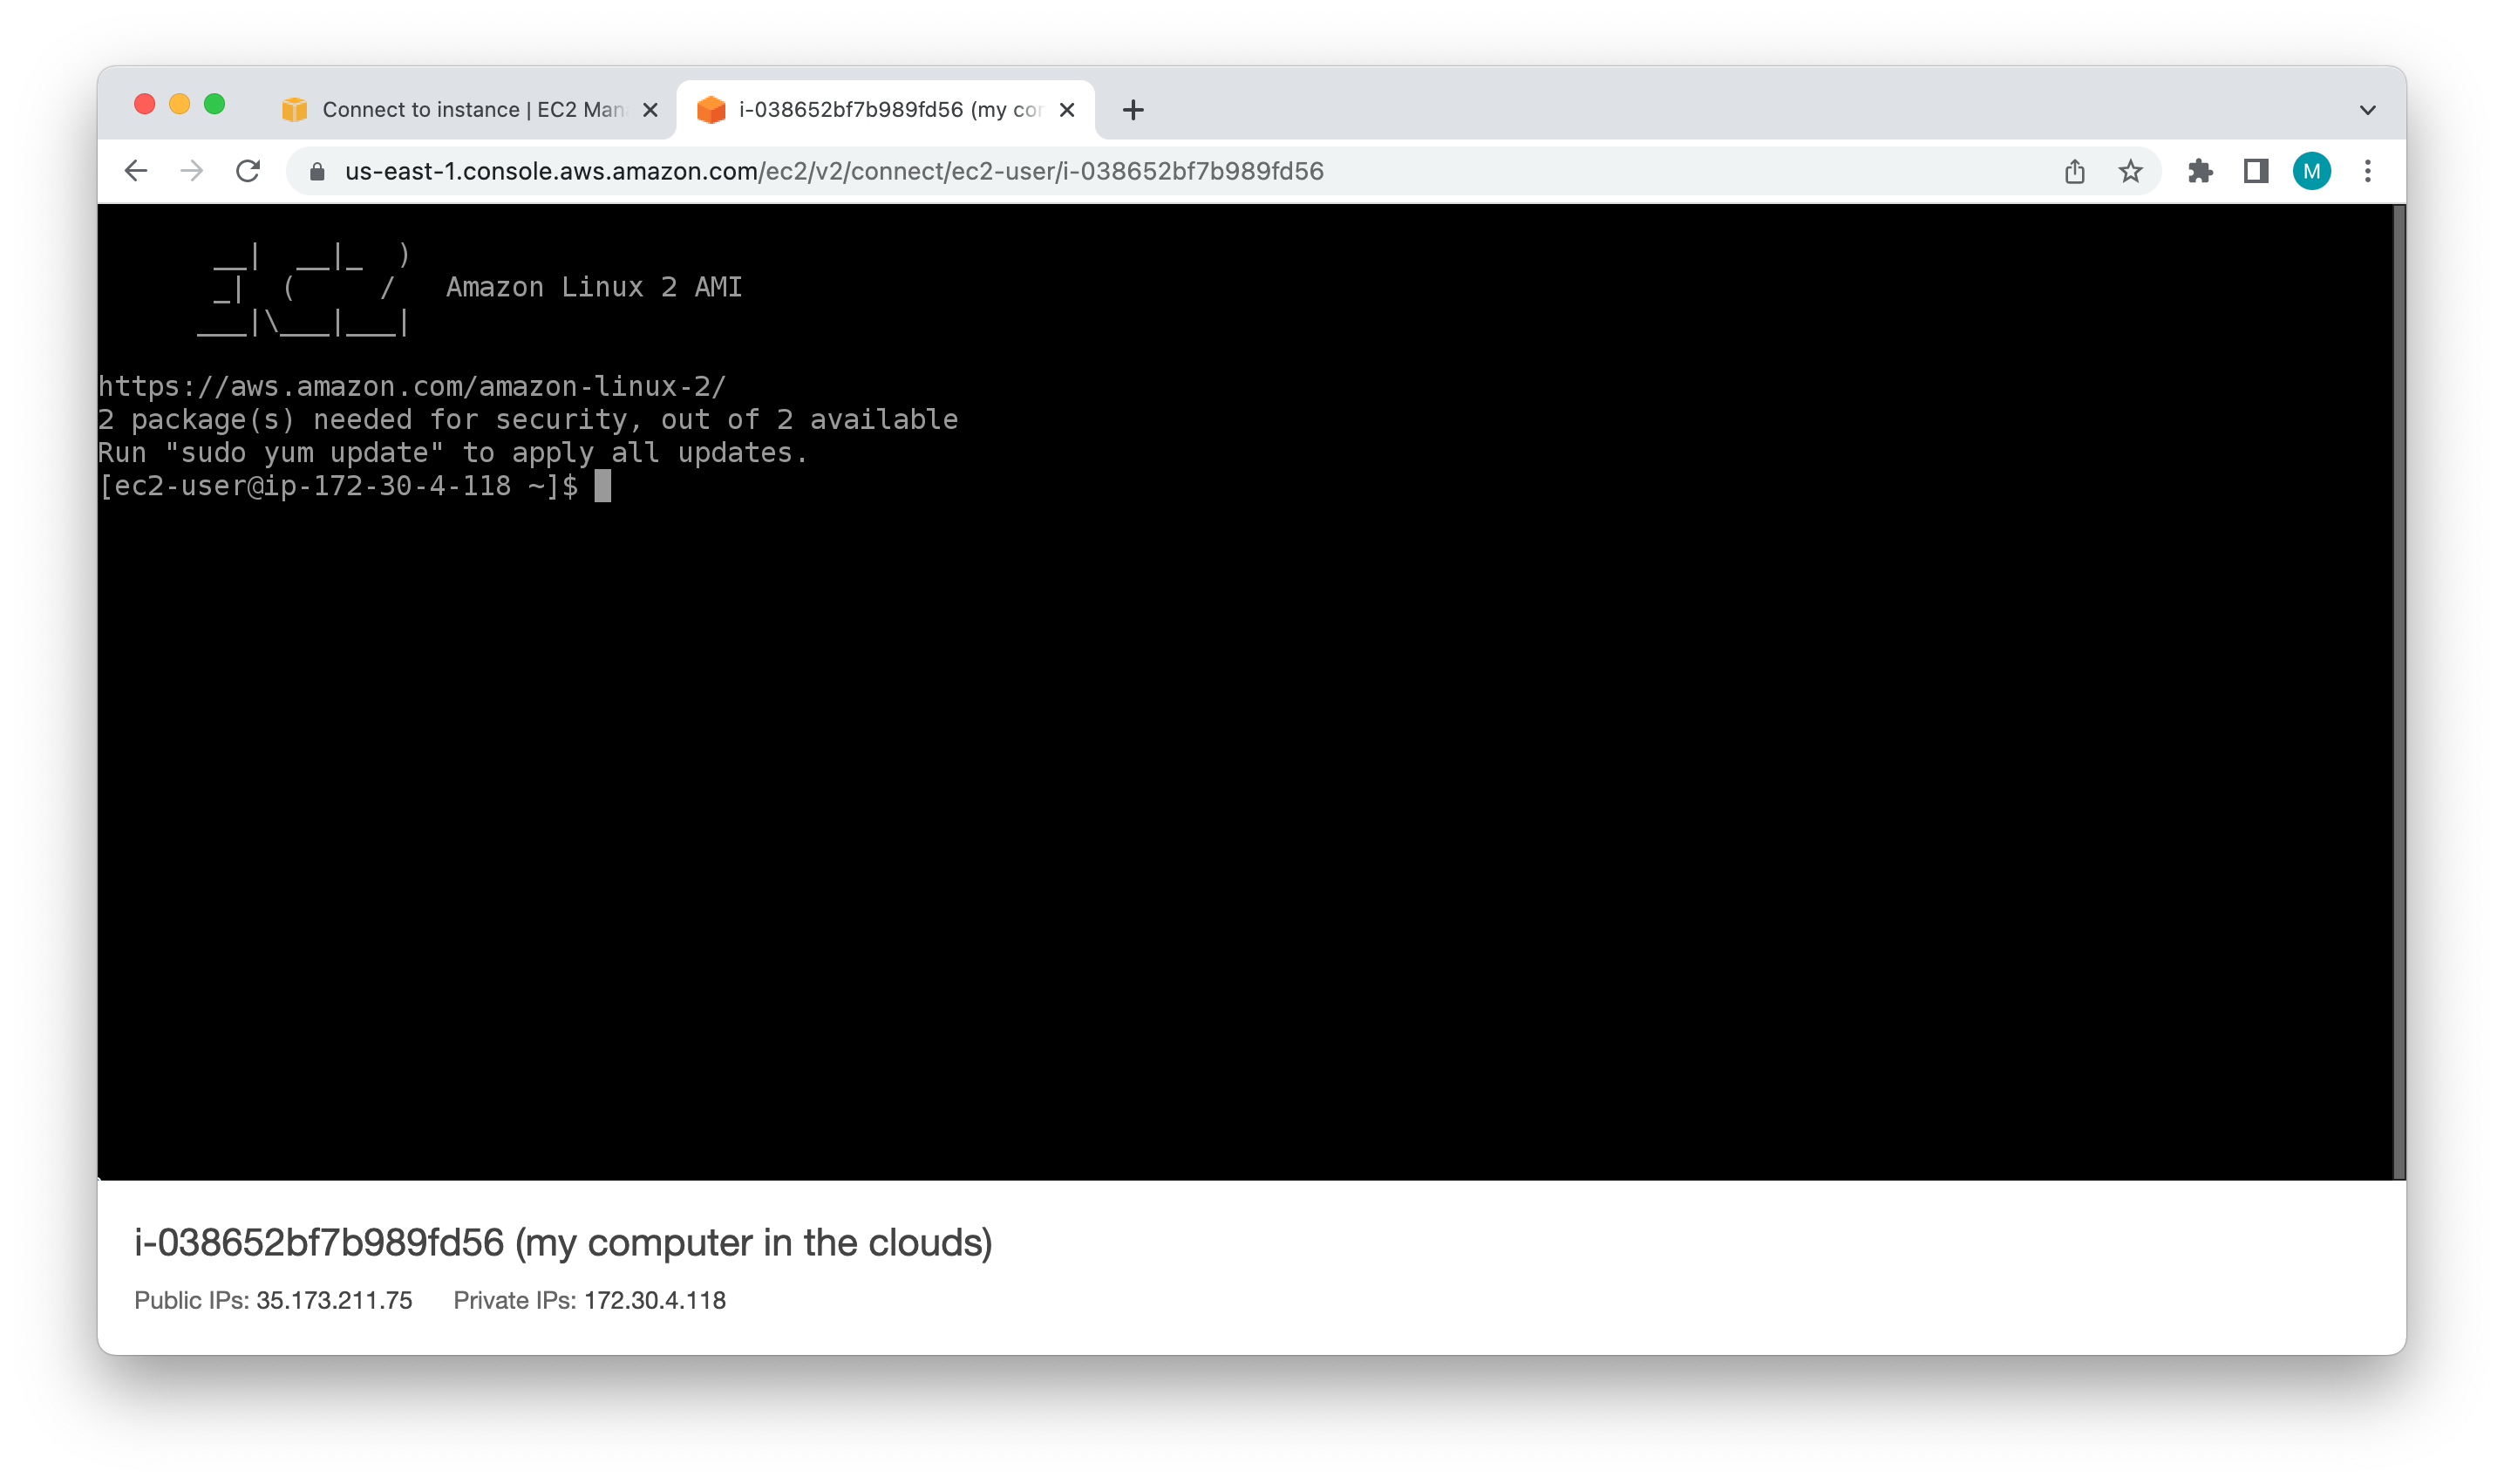 Connect to instance | EC2 Man
i-038652bf7b989fd56 (my cor
us-east-1.console.aws.amazon.com/ec2/v2/connect/ec2-user/i-038652bf7b989fd56
M
       __|  __|_  )
       _|  (     /   Amazon Linux 2 AMI
      ___|\___|___|
https://aws.amazon.com/amazon-linux-2/
2 package(s) needed for security, out of 2 available
Run "sudo yum update" to apply all updates.
[ec2-user@ip-172-30-4-118 ~]$
i-038652bf7b989fd56 (my computer in the clouds)
Public IPs: 35.173.211.75 Private IPs: 172.30.4.118